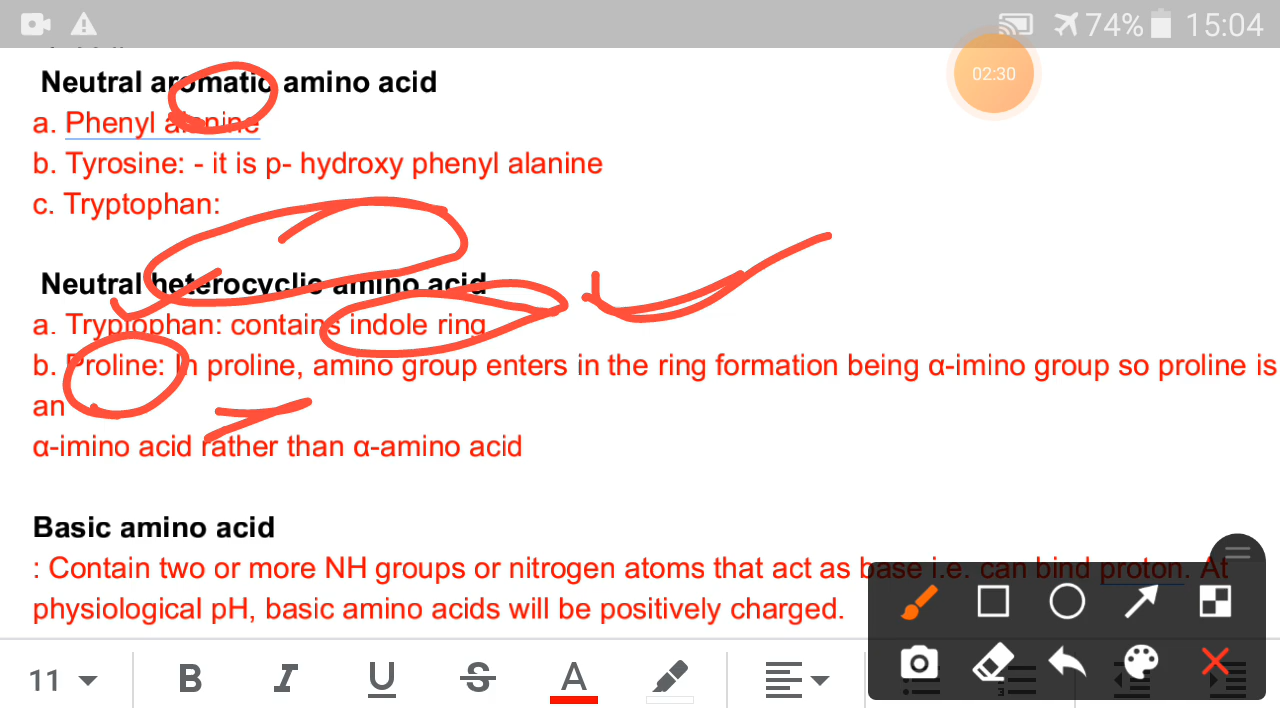 74% 15:04
02:30
Neutral aromatic amino acid
a. Phenyl alanine
b. Tyrosine: - it is p- hydroxy phenyl alanine
c. Tryptophan:
Neutral heterocyclic amino acid
a. Tryptophan: contains indole ring
b. Proline: In proline, amino group enters in the ring formation being α-imino group so proline is
an
α-imino acid rather than α-amino acid
Basic amino acid
: Contain two or more NH groups or nitrogen atoms that act as base i.e. can bind proton. At
physiological pH, basic amino acids will be positively charged.
11 B I U S A